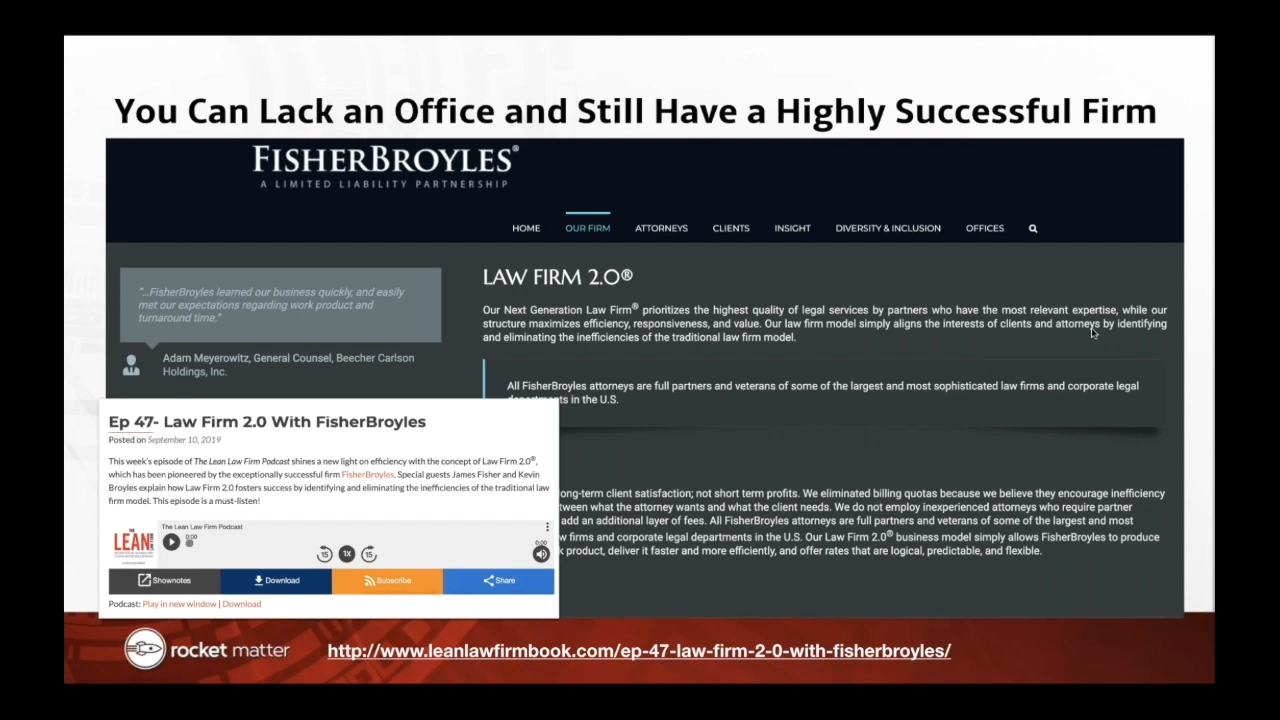 You Can Lack an Office and Still Have a Highly Successful Firm
FISHERBROYLES®
A LIMITED LIABILITY PARTNERSHIP
HOME OUR FIRM ATTORNEYS CLIENTS INSIGHT DIVERSITY & INCLUSION OFFICES
"...FisherBroyles learned our business quickly, and easily
met our expectations regarding work product and
turnaround time."
Adam Meyerowitz, General Counsel, Beecher Carlson
Holdings, Inc.
LAW FIRM 2.0®
Our Next Generation Law Firm® prioritizes the highest quality of legal services by partners who have the most relevant expertise, while our
structure maximizes efficiency, responsiveness, and value. Our law firm model simply aligns the interests of clients and attorneys by identifying
and eliminating the inefficiencies of the traditional law firm model.
All FisherBroyles attorneys are full partners and veterans of some of the largest and most sophisticated law firms and corporate legal
departments in the U.S.
ong-term client satisfaction; not short term profits. We eliminated billing quotas because we believe they encourage inefficiency
tween what the attorney wants and what the client needs. We do not employ inexperienced attorneys who require partner
add an additional layer of fees. All FisherBroyles attorneys are full partners and veterans of some of the largest and most
w firms and corporate legal departments in the U.S. Our Law Firm 2.0® business model simply allows FisherBroyles to produce
k product, deliver it faster and more efficiently, and offer rates that are logical, predictable, and flexible.
Ep 47- Law Firm 2.0 With FisherBroyles
Posted on September 10, 2019
This week's episode of The Lean Law Firm Podcast shines a new light on efficiency with the concept of Law Firm 2.0®,
which has been pioneered by the exceptionally successful firm FisherBroyles. Special guests James Fisher and Kevin
Broyles explain how Law Firm 2.0 fosters success by identifying and eliminating the inefficiencies of the traditional law
firm model. This episode is a must-listen!
The Lean Law Firm Podcast
0:00
0:00
THE
LEAN
15 1X 15
Shownotes Download Subscribe Share
Podcast: Play in new window | Download
rocket matter
http://www.leanlawfirmbook.com/ep-47-law-firm-2-0-with-fisherbroyles/